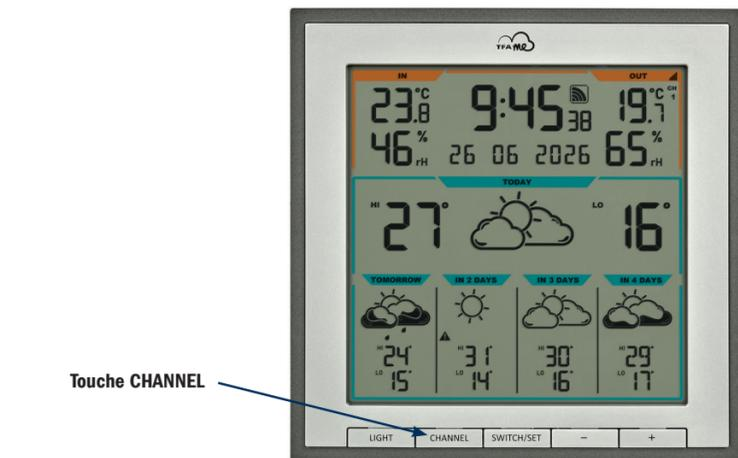 TFA ME
IN OUT
23.8 °C 9:45 38 19.7 °C CH 1
46 % rH 26 06 2026 65 % rH
TODAY
HI 27° LO 16°
TOMORROW IN 2 DAYS IN 3 DAYS IN 4 DAYS
HI 24° HI 31° HI 30° HI 29°
LO 15° LO 14° LO 16° LO 17°
Touche CHANNEL
LIGHT CHANNEL SWITCH/SET – +